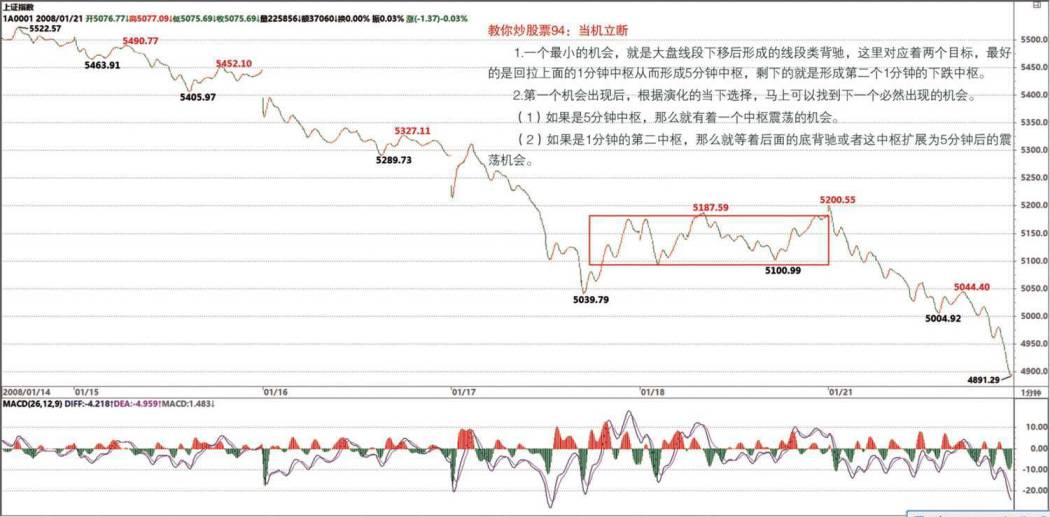 上证指数
1A0001 2008/01/21 开5076.77↓高5077.09↓低5075.69↓收5075.69↓量225856↓额37060↓换0.00% 振0.03% 涨(-1.37)-0.03%
教你炒股票94：当机立断
1.一个最小的机会，就是大盘线段下移后形成的线段类背驰，这里对应着两个目标，最好
的是回拉上面的1分钟中枢从而形成5分钟中枢，剩下的就是形成第二个1分钟的下跌中枢。
2.第一个机会出现后，根据演化的当下选择，马上可以找到下一个必然出现的机会。
（1）如果是5分钟中枢，那么就有着一个中枢震荡的机会。
（2）如果是1分钟的第二中枢，那么就等着后面的底背驰或者这中枢扩展为5分钟后的震
荡机会。
5522.57
5490.77
5463.91
5452.10
5405.97
5327.11
5289.73
5187.59
5200.55
5100.99
5039.79
5044.40
5004.92
4891.29
5500.0
5450.0
5400.0
5350.0
5300.0
5250.0
5200.0
5150.0
5100.0
5050.0
5000.0
4950.0
4900.0
2008/01/14 01/15 01/16 01/17 01/18 01/21 1分钟
MACD(26,12,9) DIFF:-4.218↑DEA:-4.959↑MACD:1.483↓
10.00
0.00
-10.00
-20.00